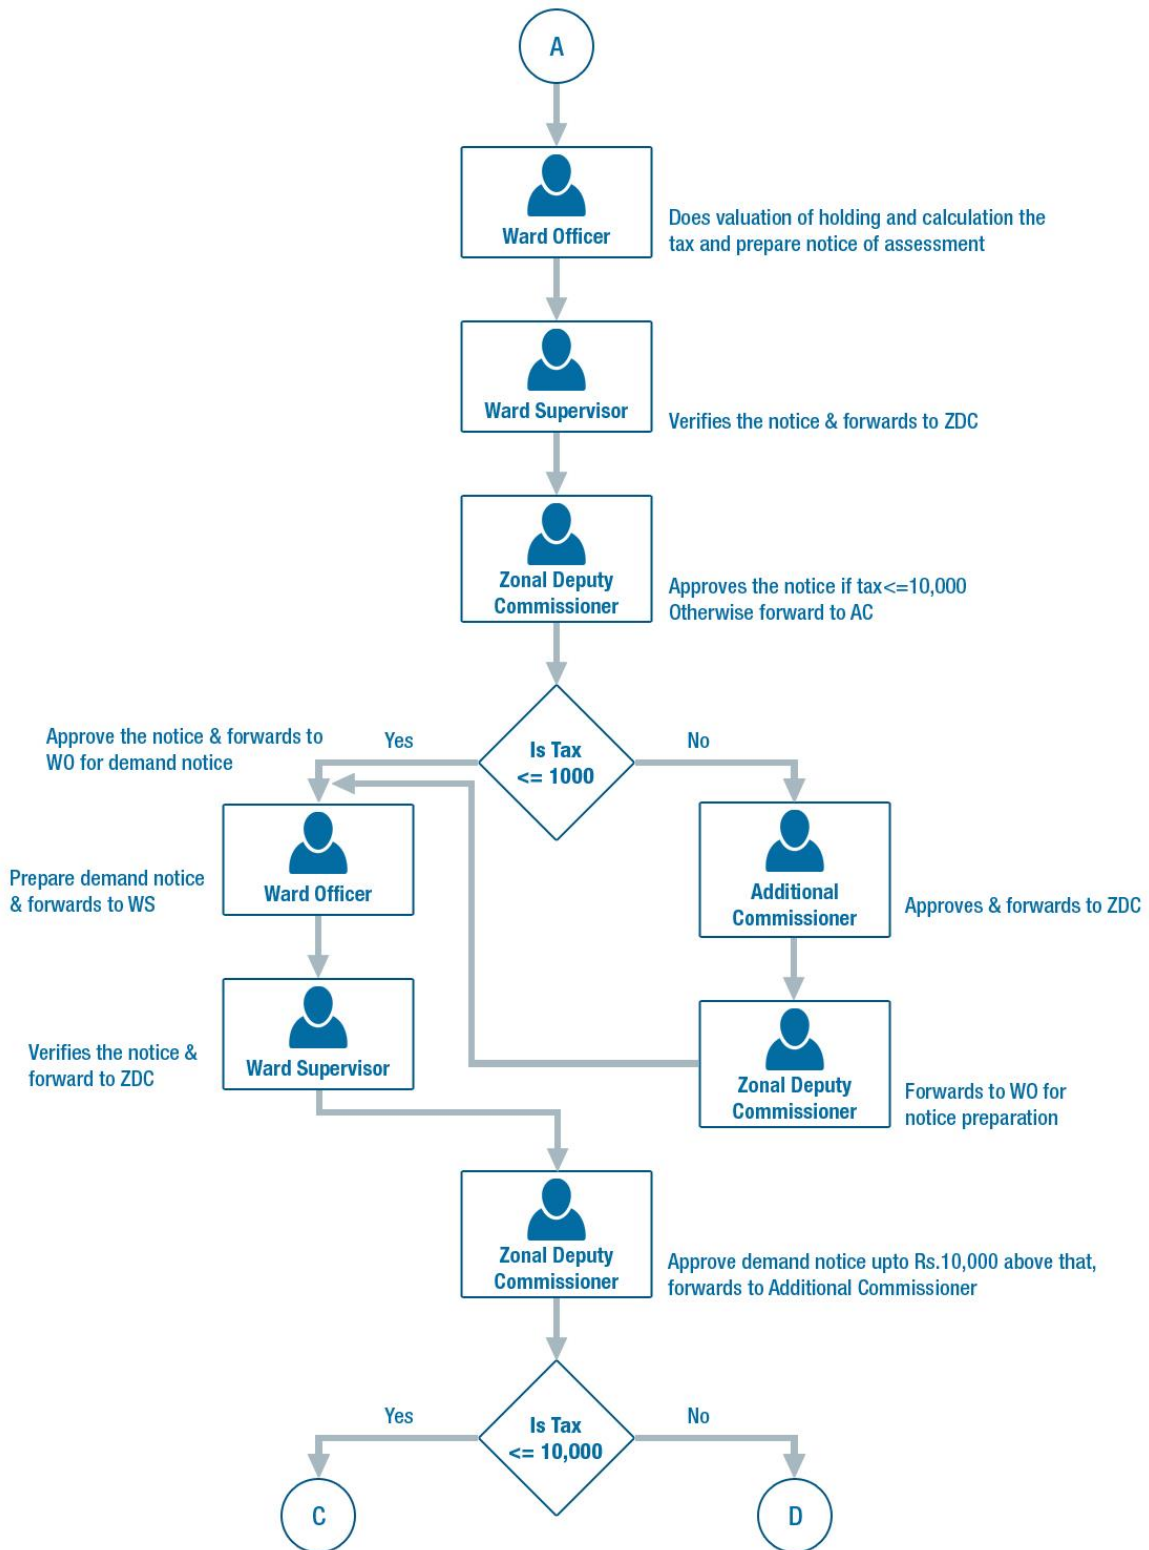 A
Ward Officer
Does valuation of holding and calculation the
tax and prepare notice of assessment
Ward Supervisor
Verifies the notice & forwards to ZDC
Zonal Deputy
Commissioner
Approves the notice if tax<=10,000
Otherwise forward to AC
Is Tax
<= 1000
Yes
No
Approve the notice & forwards to
WO for demand notice
Ward Officer
Prepare demand notice
& forwards to WS
Additional
Commissioner
Approves & forwards to ZDC
Ward Supervisor
Verifies the notice &
forward to ZDC
Zonal Deputy
Commissioner
Forwards to WO for
notice preparation
Zonal Deputy
Commissioner
Approve demand notice upto Rs.10,000 above that,
forwards to Additional Commissioner
Is Tax
<= 10,000
Yes
No
C
D